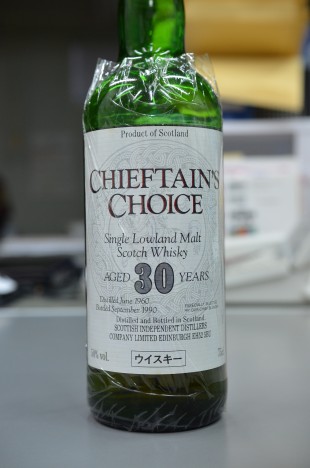 Product of Scotland
CHIEFTAIN'S
CHOICE
Single Lowland Malt
Scotch Whisky
AGED 30 YEARS
Distilled June 1960
Bottled September 1990
Distilled and Bottled in Scotland
SCOTTISH INDEPENDENT DISTILLERS
COMPANY LIMITED EDINBURGH
vol.
ウイスキー